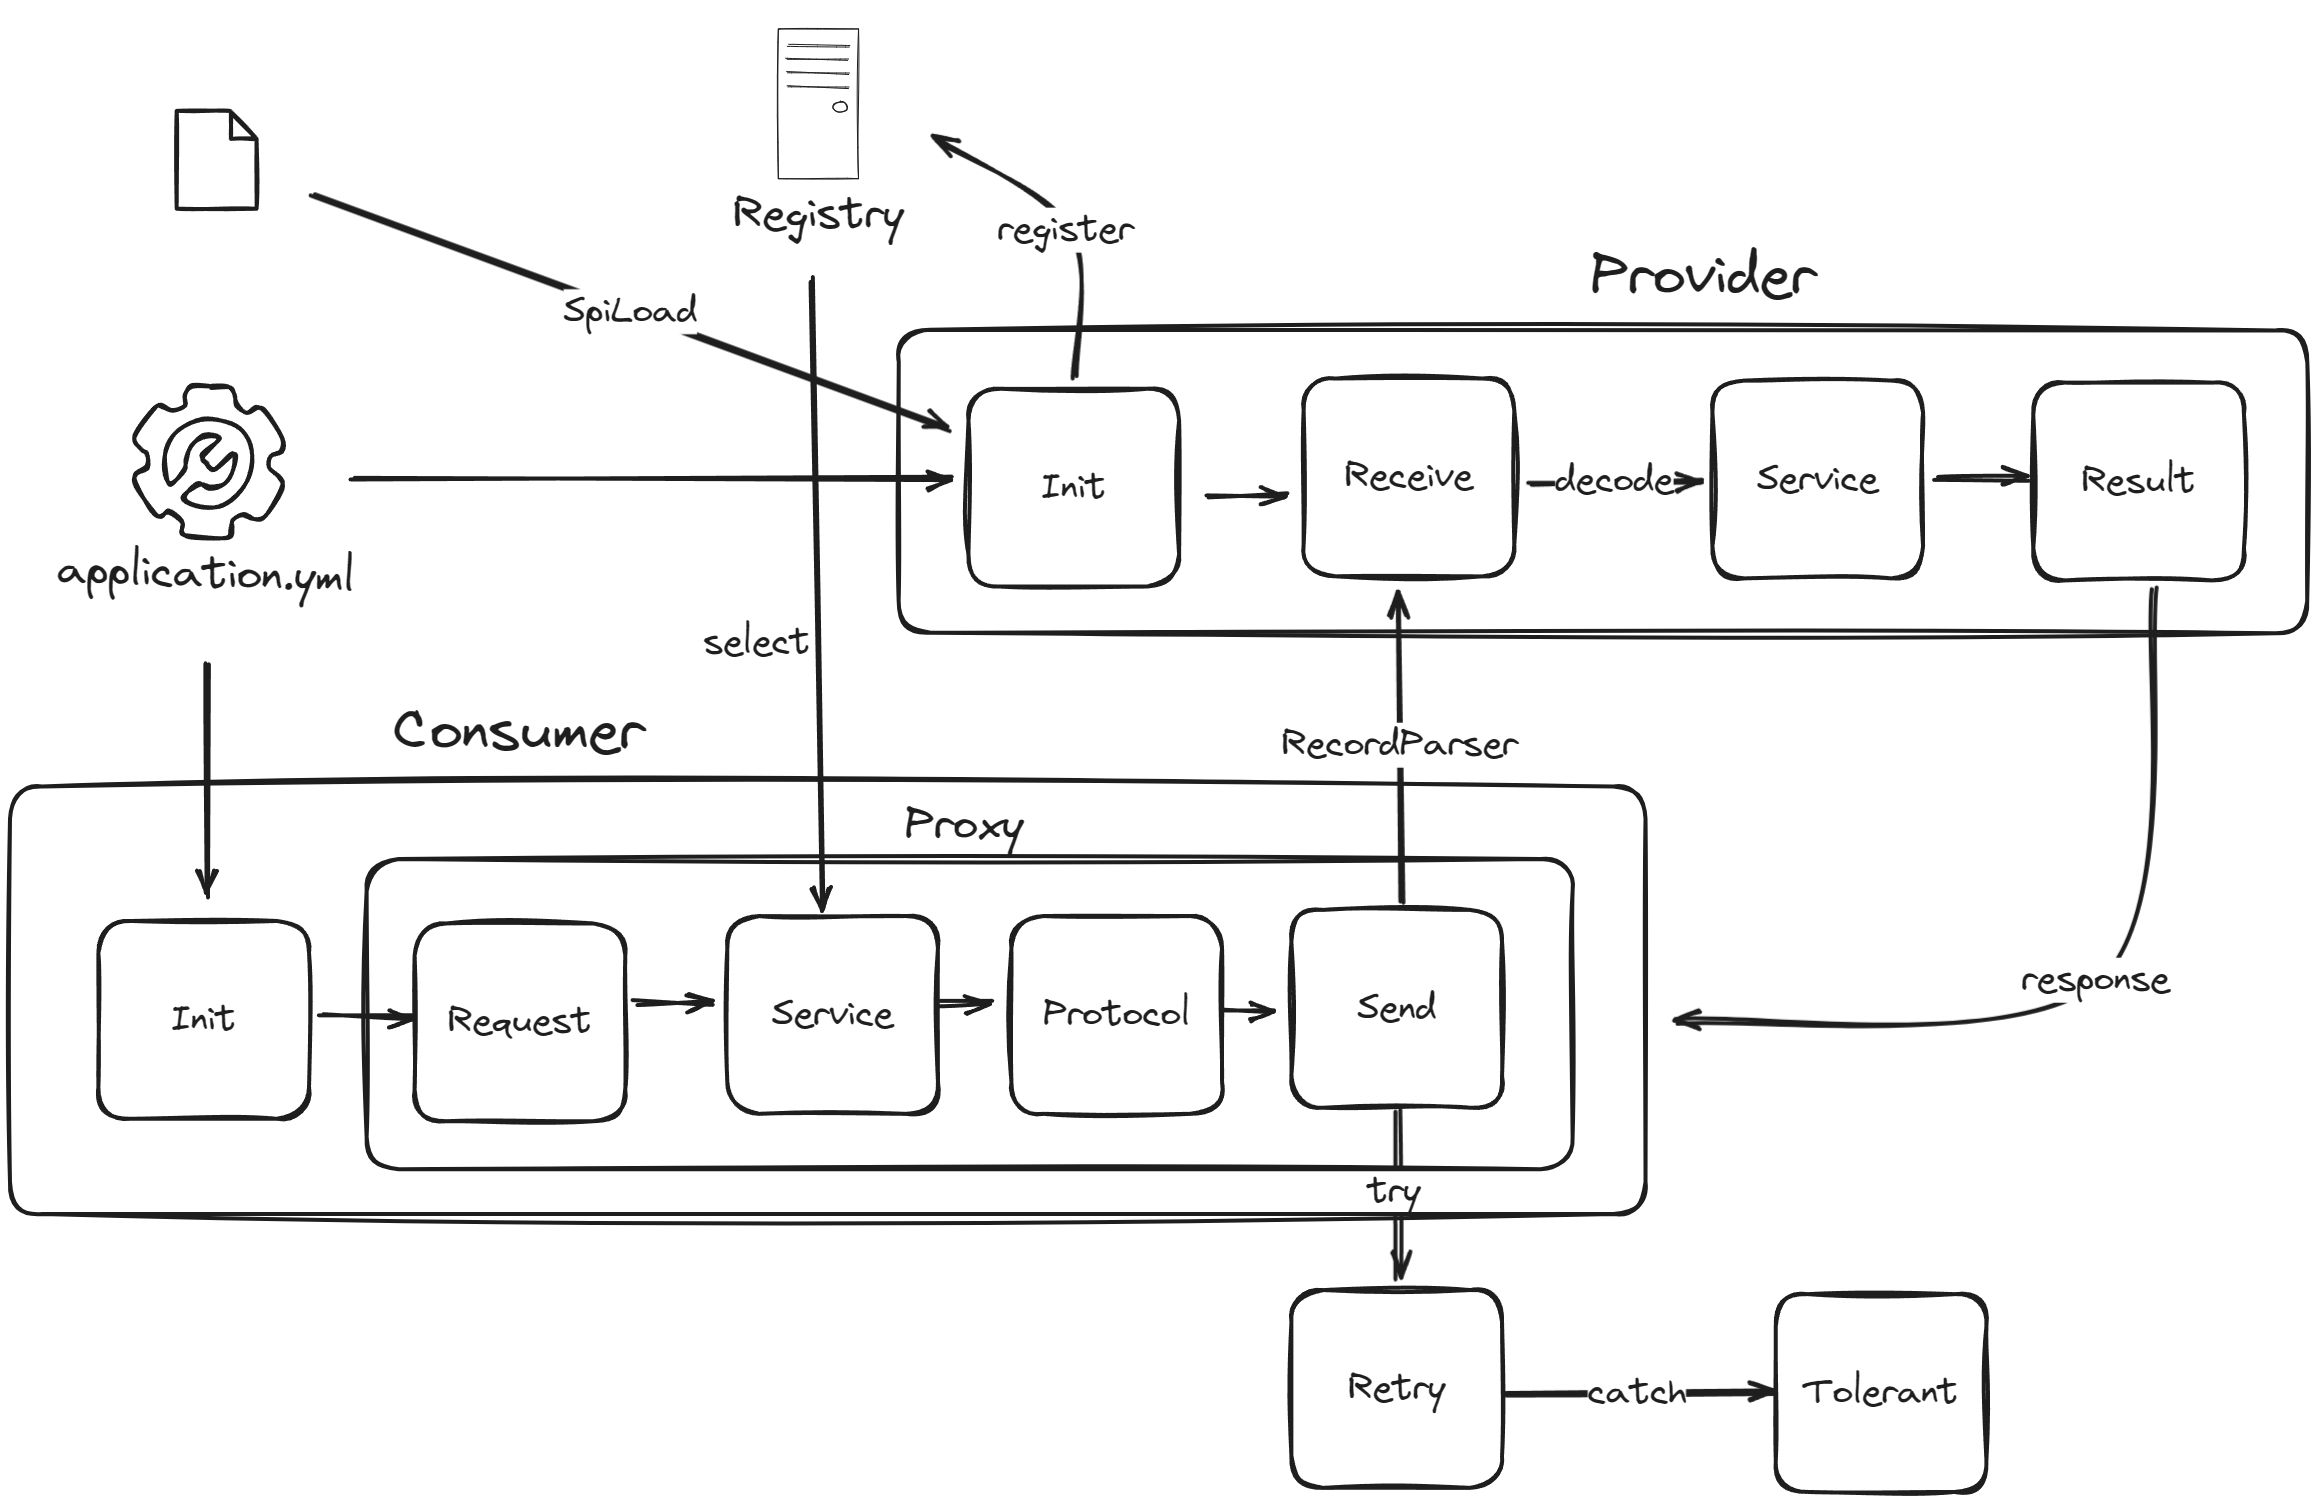 Registry
register
Provider
SpiLoad
Init
Receive
decode
Service
Result
application.yml
select
Consumer
RecordParser
Proxy
Init
Request
Service
Protocol
Send
response
try
Retry
catch
Tolerant